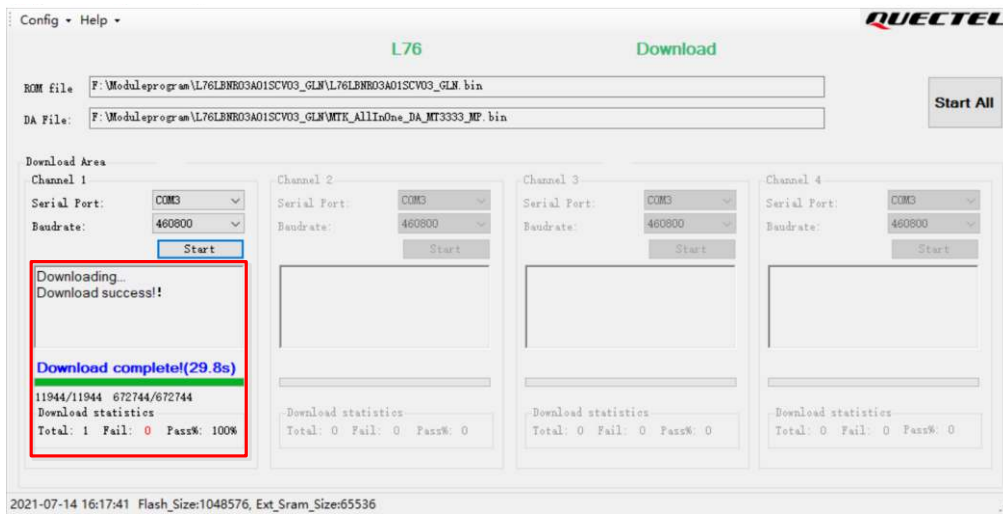 Config Help
QUECTEL
L76 Download
ROM file F:\Moduleprogram\L76LBNR03A01SCV03_GLN\L76LBNR03A01SCV03_GLN.bin
Start All
DA File: F:\Moduleprogram\L76LBNR03A01SCV03_GLN\MTK_AllInOne_DA_MT3333_MP.bin
Download Area
Channel 1 Channel 2 Channel 3 Channel 4
Serial Port: COM3 Serial Port: COM3 Serial Port: COM3 Serial Port: COM3
Baudrate: 460800 Baudrate: 460800 Baudrate: 460800 Baudrate: 460800
Start Start Start Start
Downloading...
Download success!!
Download complete!(29.8s)
11944/11944 672744/672744
Download statistics Download statistics Download statistics Download statistics
Total: 1 Fail: 0 Pass%: 100% Total: 0 Fail: 0 Pass%: 0 Total: 0 Fail: 0 Pass%: 0 Total: 0 Fail: 0 Pass%: 0
2021-07-14 16:17:41 Flash_Size:1048576, Ext_Sram_Size:65536